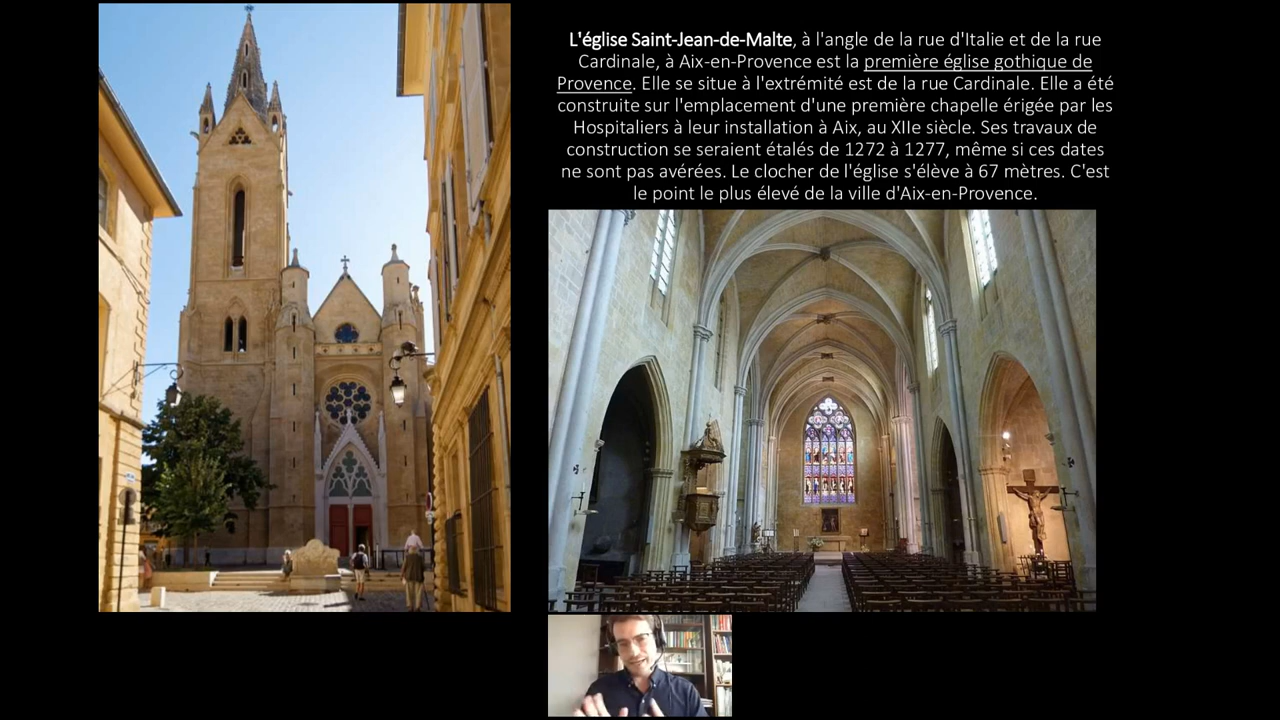 L'église Saint-Jean-de-Malte, à l'angle de la rue d'Italie et de la rue
Cardinale, à Aix-en-Provence est la première église gothique de
Provence. Elle se situe à l'extrémité est de la rue Cardinale. Elle a été
construite sur l'emplacement d'une première chapelle érigée par les
Hospitaliers à leur installation à Aix, au XIIe siècle. Ses travaux de
construction se seraient étalés de 1272 à 1277, même si ces dates
ne sont pas avérées. Le clocher de l'église s'élève à 67 mètres. C'est
le point le plus élevé de la ville d'Aix-en-Provence.